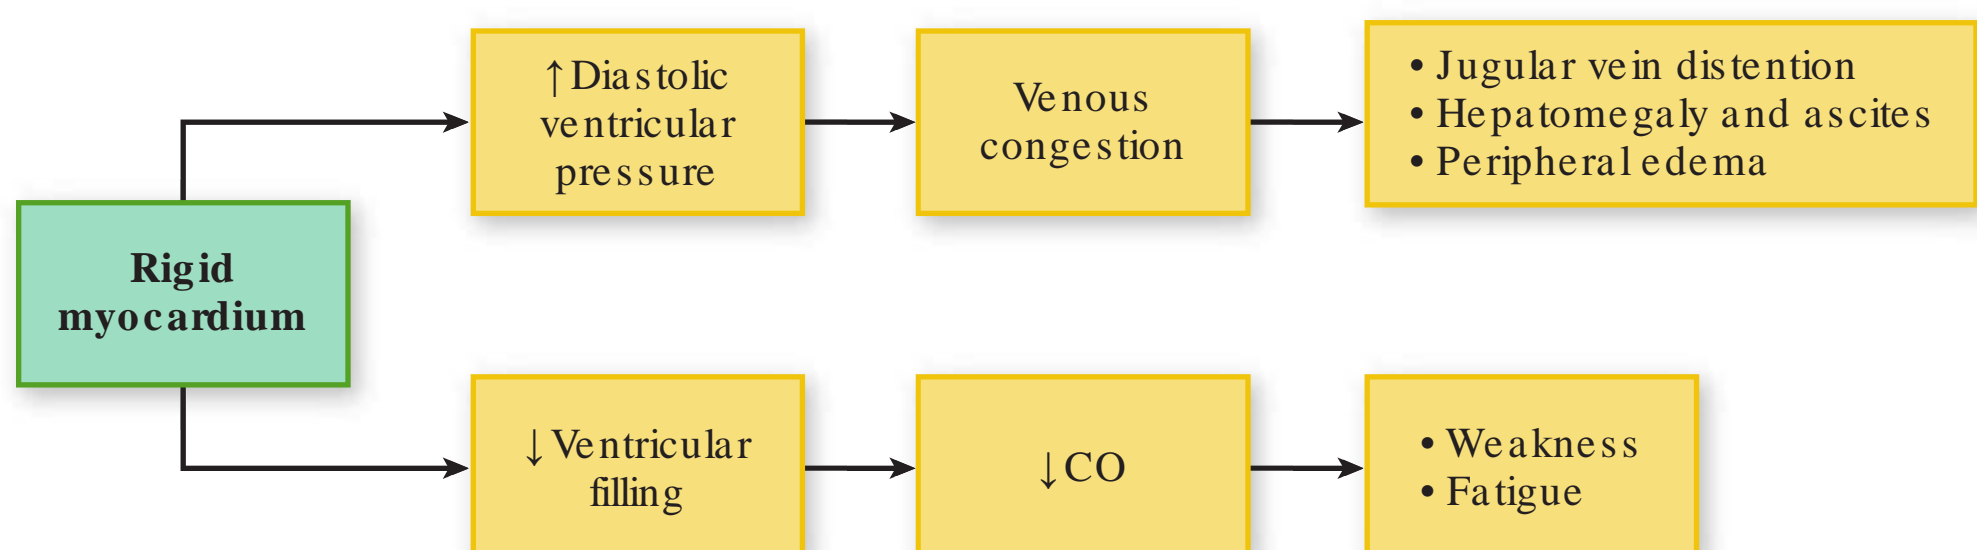 ↑ Diastolic
ventricular
pressure
Venous
congestion
• Jugular vein distention
• Hepatomegaly and ascites
• Peripheral edema
Rigid
myocardium
↓ Ventricular
filling
↓ CO
• Weakness
• Fatigue